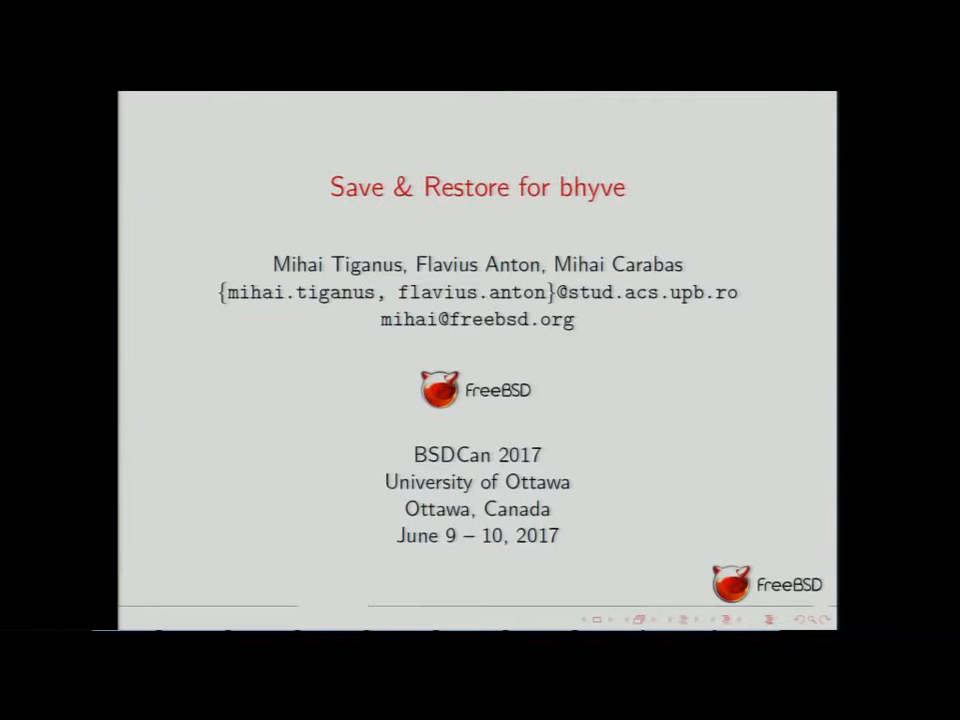 Save & Restore for bhyve
Mihai Tiganus, Flavius Anton, Mihai Carabas
{mihai.tiganus, flavius.anton}@stud.acs.upb.ro
mihai@freebsd.org
FreeBSD
BSDCan 2017
University of Ottawa
Ottawa, Canada
June 9 – 10, 2017
FreeBSD